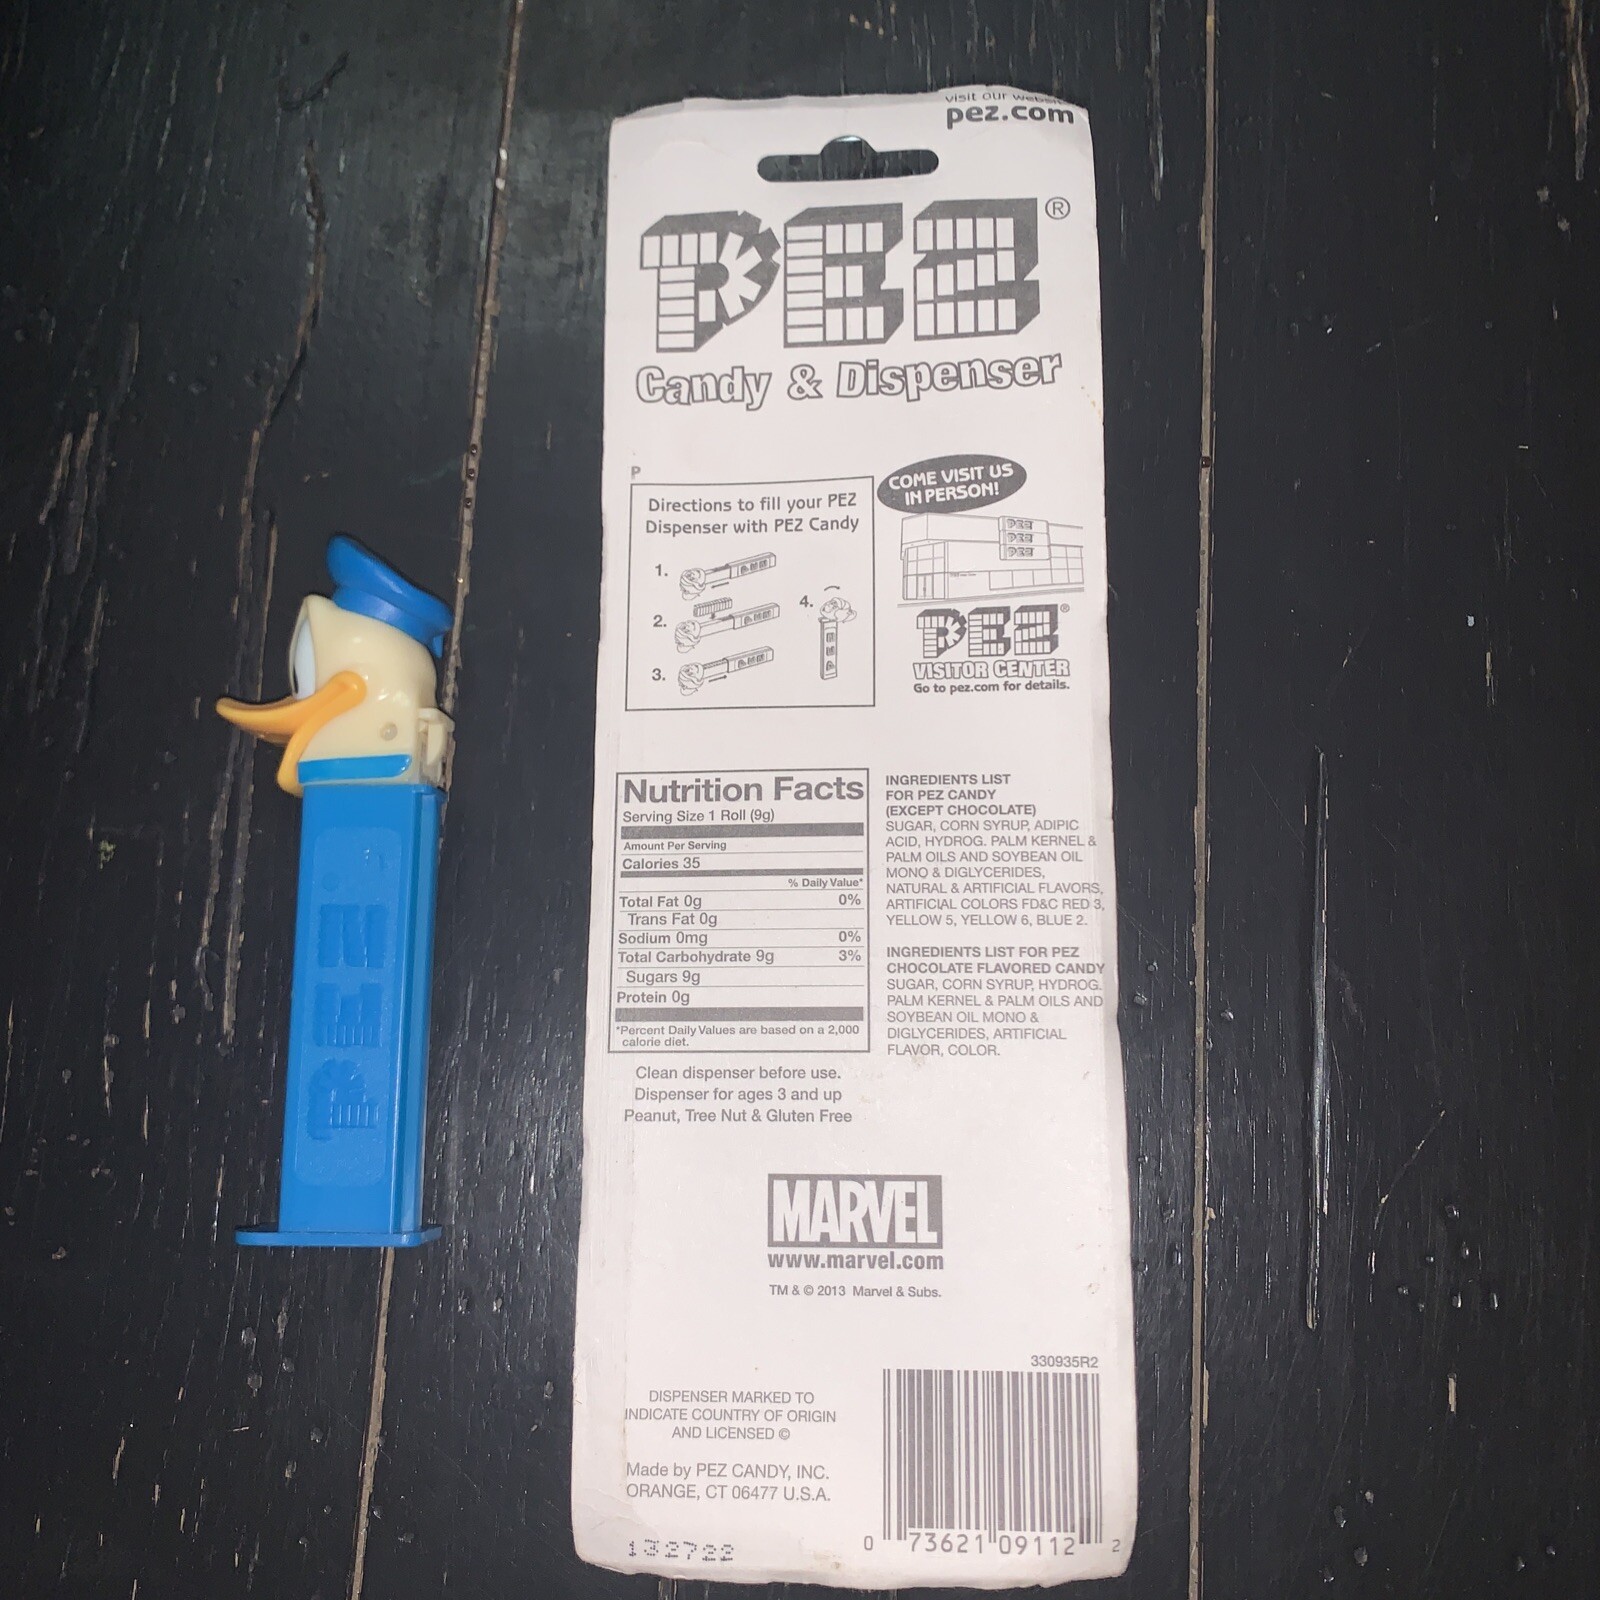 visit our website
pez.com
PEZ®
Candy & Dispenser
P
Directions to fill your PEZ
Dispenser with PEZ Candy
1.
2.
3.
4.
COME VISIT US
IN PERSON!
PEZ
PEZ
PEZ
PEZ®
VISITOR CENTER
Go to pez.com for details.
Nutrition Facts
Serving Size 1 Roll (9g)
Amount Per Serving
Calories 35
% Daily Value*
Total Fat 0g 0%
Trans Fat 0g
Sodium 0mg 0%
Total Carbohydrate 9g 3%
Sugars 9g
Protein 0g
*Percent Daily Values are based on a 2,000
calorie diet.
INGREDIENTS LIST
FOR PEZ CANDY
(EXCEPT CHOCOLATE)
SUGAR, CORN SYRUP, ADIPIC
ACID, HYDROG. PALM KERNEL &
PALM OILS AND SOYBEAN OIL
MONO & DIGLYCERIDES,
NATURAL & ARTIFICIAL FLAVORS,
ARTIFICIAL COLORS FD&C RED 3,
YELLOW 5, YELLOW 6, BLUE 2.
INGREDIENTS LIST FOR PEZ
CHOCOLATE FLAVORED CANDY
SUGAR, CORN SYRUP, HYDROG.
PALM KERNEL & PALM OILS AND
SOYBEAN OIL MONO &
DIGLYCERIDES, ARTIFICIAL
FLAVOR, COLOR.
Clean dispenser before use.
Dispenser for ages 3 and up
Peanut, Tree Nut & Gluten Free
MARVEL
www.marvel.com
TM & © 2013 Marvel & Subs.
330935R2
DISPENSER MARKED TO
INDICATE COUNTRY OF ORIGIN
AND LICENSED ©
Made by PEZ CANDY, INC.
ORANGE, CT 06477 U.S.A.
132722
0 73621 09112 2
PEZ